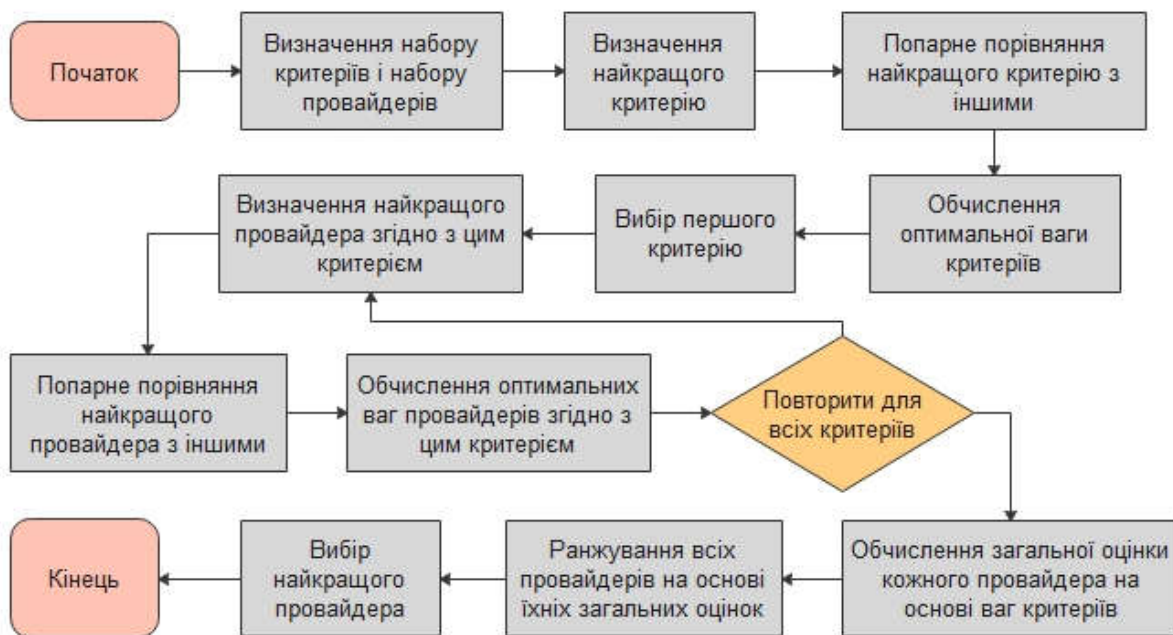 Початок
Визначення набору
критеріїв і набору
провайдерів
Визначення
найкращого
критерію
Попарне порівняння
найкращого критерію з
іншими
Обчислення
оптимальної ваги
критеріїв
Вибір першого
критерію
Визначення найкращого
провайдера згідно з цим
критерієм
Попарне порівняння
найкращого
провайдера з іншими
Обчислення оптимальних
ваг провайдерів згідно з
цим критерієм
Повторити для
всіх критеріїв
Обчислення загальної оцінки
кожного провайдера на
основі ваг критеріїв
Ранжування всіх
провайдерів на основі
їхніх загальних оцінок
Вибір
найкращого
провайдера
Кінець